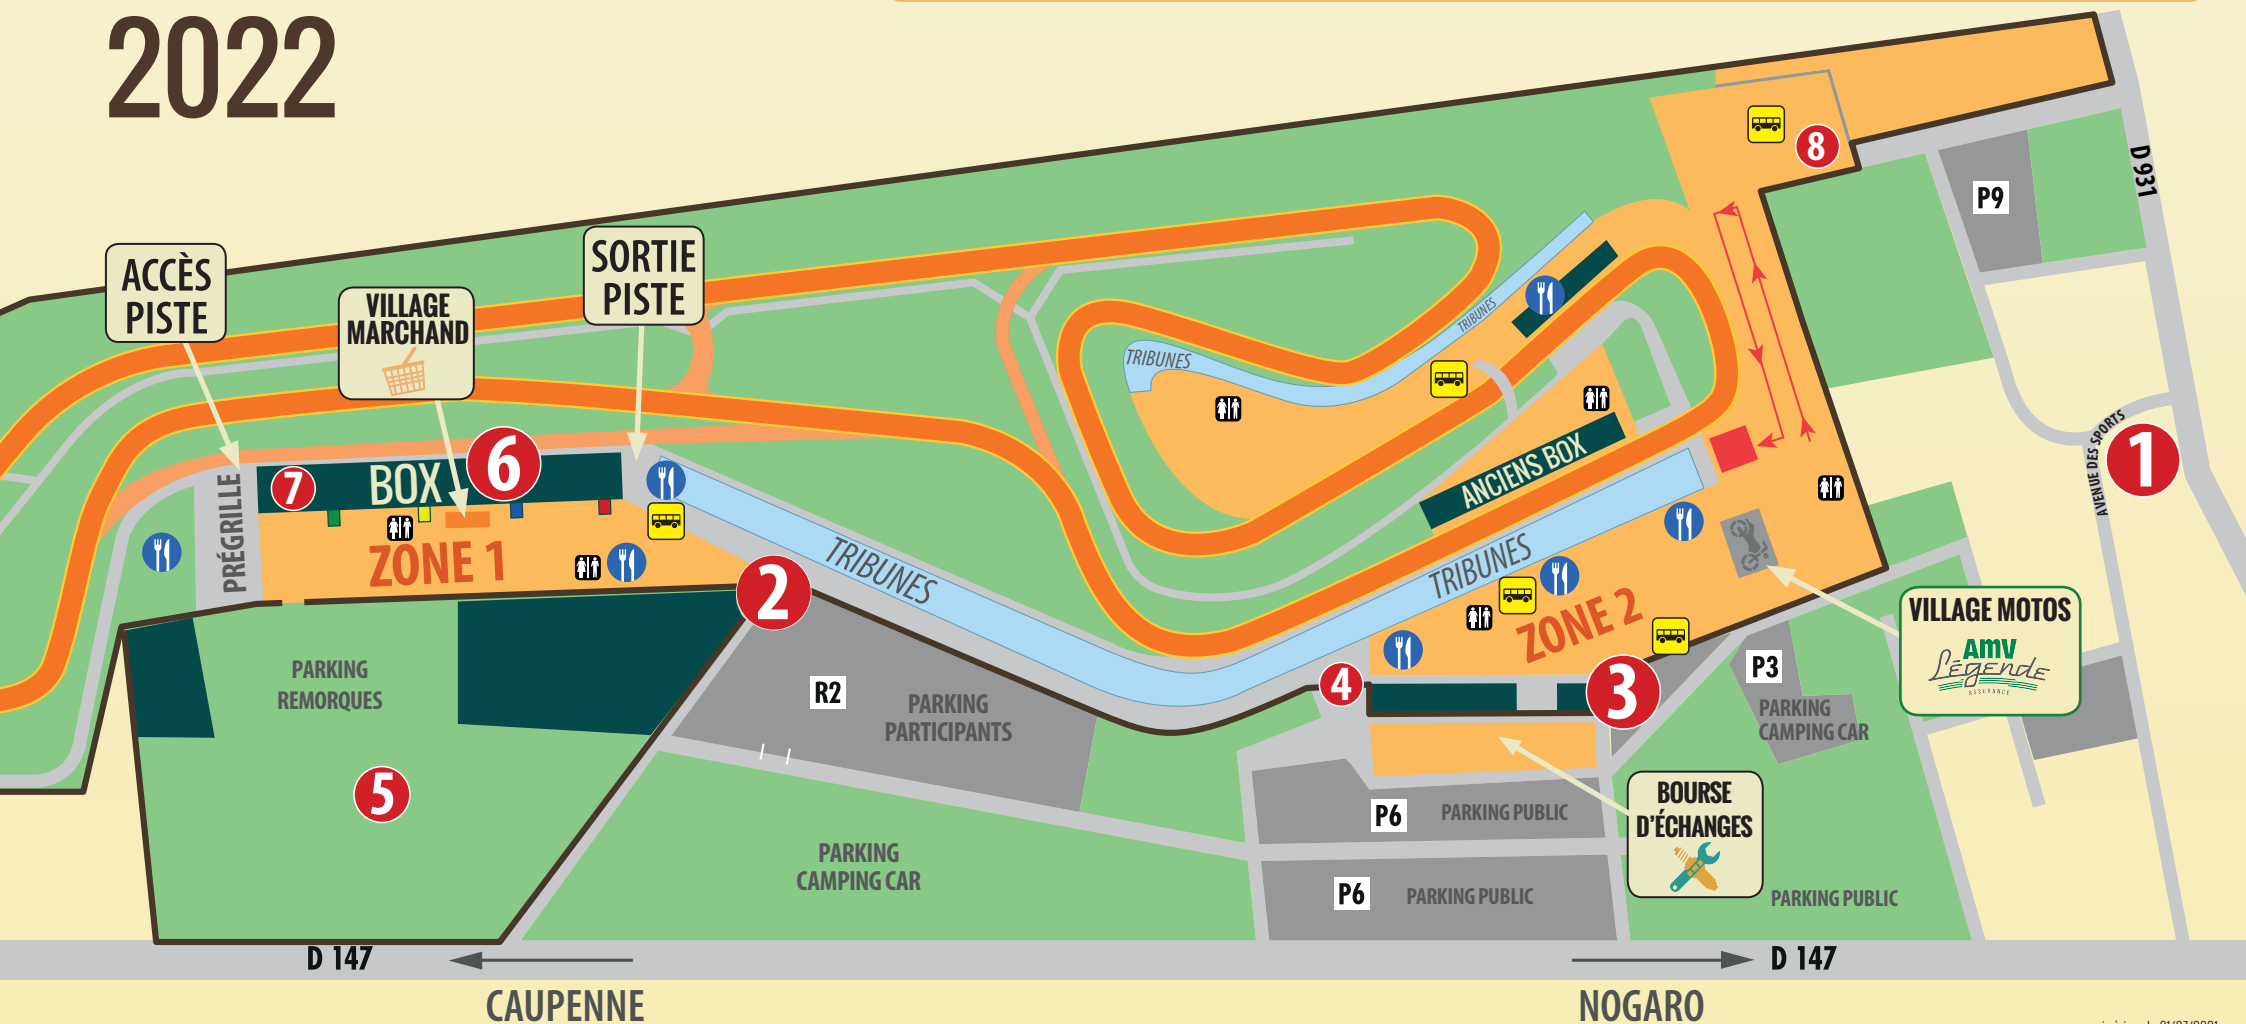 2022
ACCÈS
PISTE
VILLAGE
MARCHAND
SORTIE
PISTE
8
P9
D 931
TRIBUNES
TRIBUNES
7
BOX
6
PRÉGRILLE
ZONE 1
ANCIENS BOX
AVENUE DES SPORTS
1
2
TRIBUNES
TRIBUNES
ZONE 2
VILLAGE MOTOS
AMV
Légende
ASSURANCE
PARKING
REMORQUES
R2
PARKING
PARTICIPANTS
4
3
P3
PARKING
CAMPING CAR
5
BOURSE
D'ÉCHANGES
P6
PARKING PUBLIC
PARKING
CAMPING CAR
P6
PARKING PUBLIC
PARKING PUBLIC
D 147
D 147
CAUPENNE
NOGARO